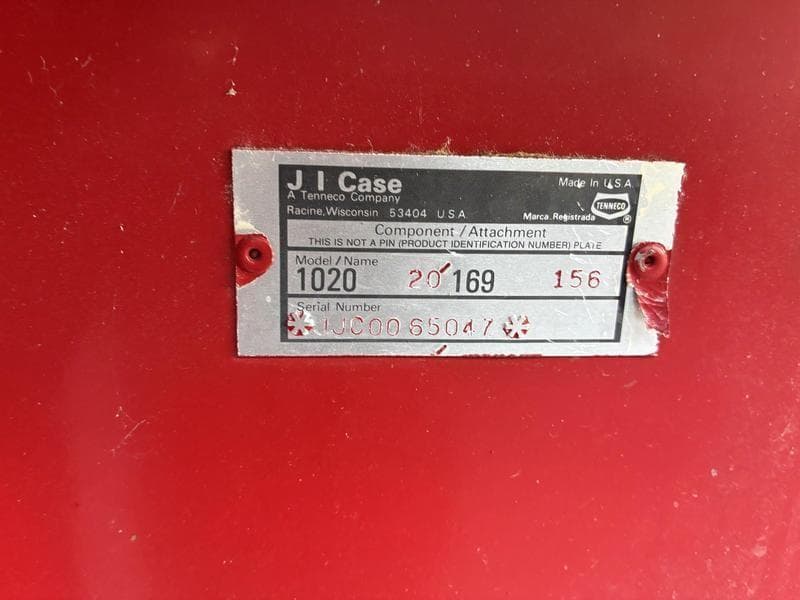 J I Case
A Tenneco Company
Racine, Wisconsin 53404 U S A
Made In U.S.A.
TENNECO
Marca Registrada ®
Component / Attachment
THIS IS NOT A PIN (PRODUCT IDENTIFICATION NUMBER) PLATE
Model / Name
1020 20 169 156
Serial Number
JJC0065047